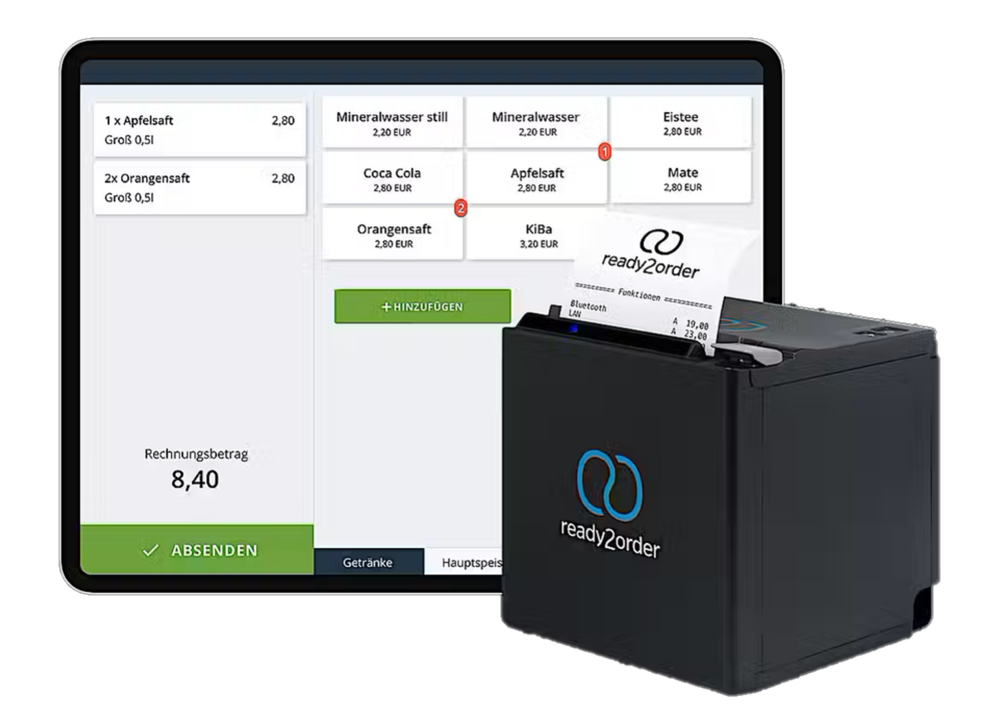 1 x Apfelsaft 2,80
Groß 0,5l
2x Orangensaft 2,80
Groß 0,5l
Rechnungsbetrag
8,40
ABSENDEN
Mineralwasser still
2,20 EUR
Mineralwasser
2,20 EUR
Eistee
2,80 EUR
Coca Cola
2,80 EUR
1
Apfelsaft
2,80 EUR
Mate
2,80 EUR
2
Orangensaft
2,80 EUR
KiBa
3,20 EUR
+ HINZUFÜGEN
Getränke
Hauptspeis
ready2order
========== Funktionen ===========
Bluetooth A 19,00
LAN A 23,00
ready2order